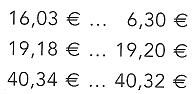 16,03 € ... 6,30 €
19,18 € ... 19,20 €
40,34 € ... 40,32 €